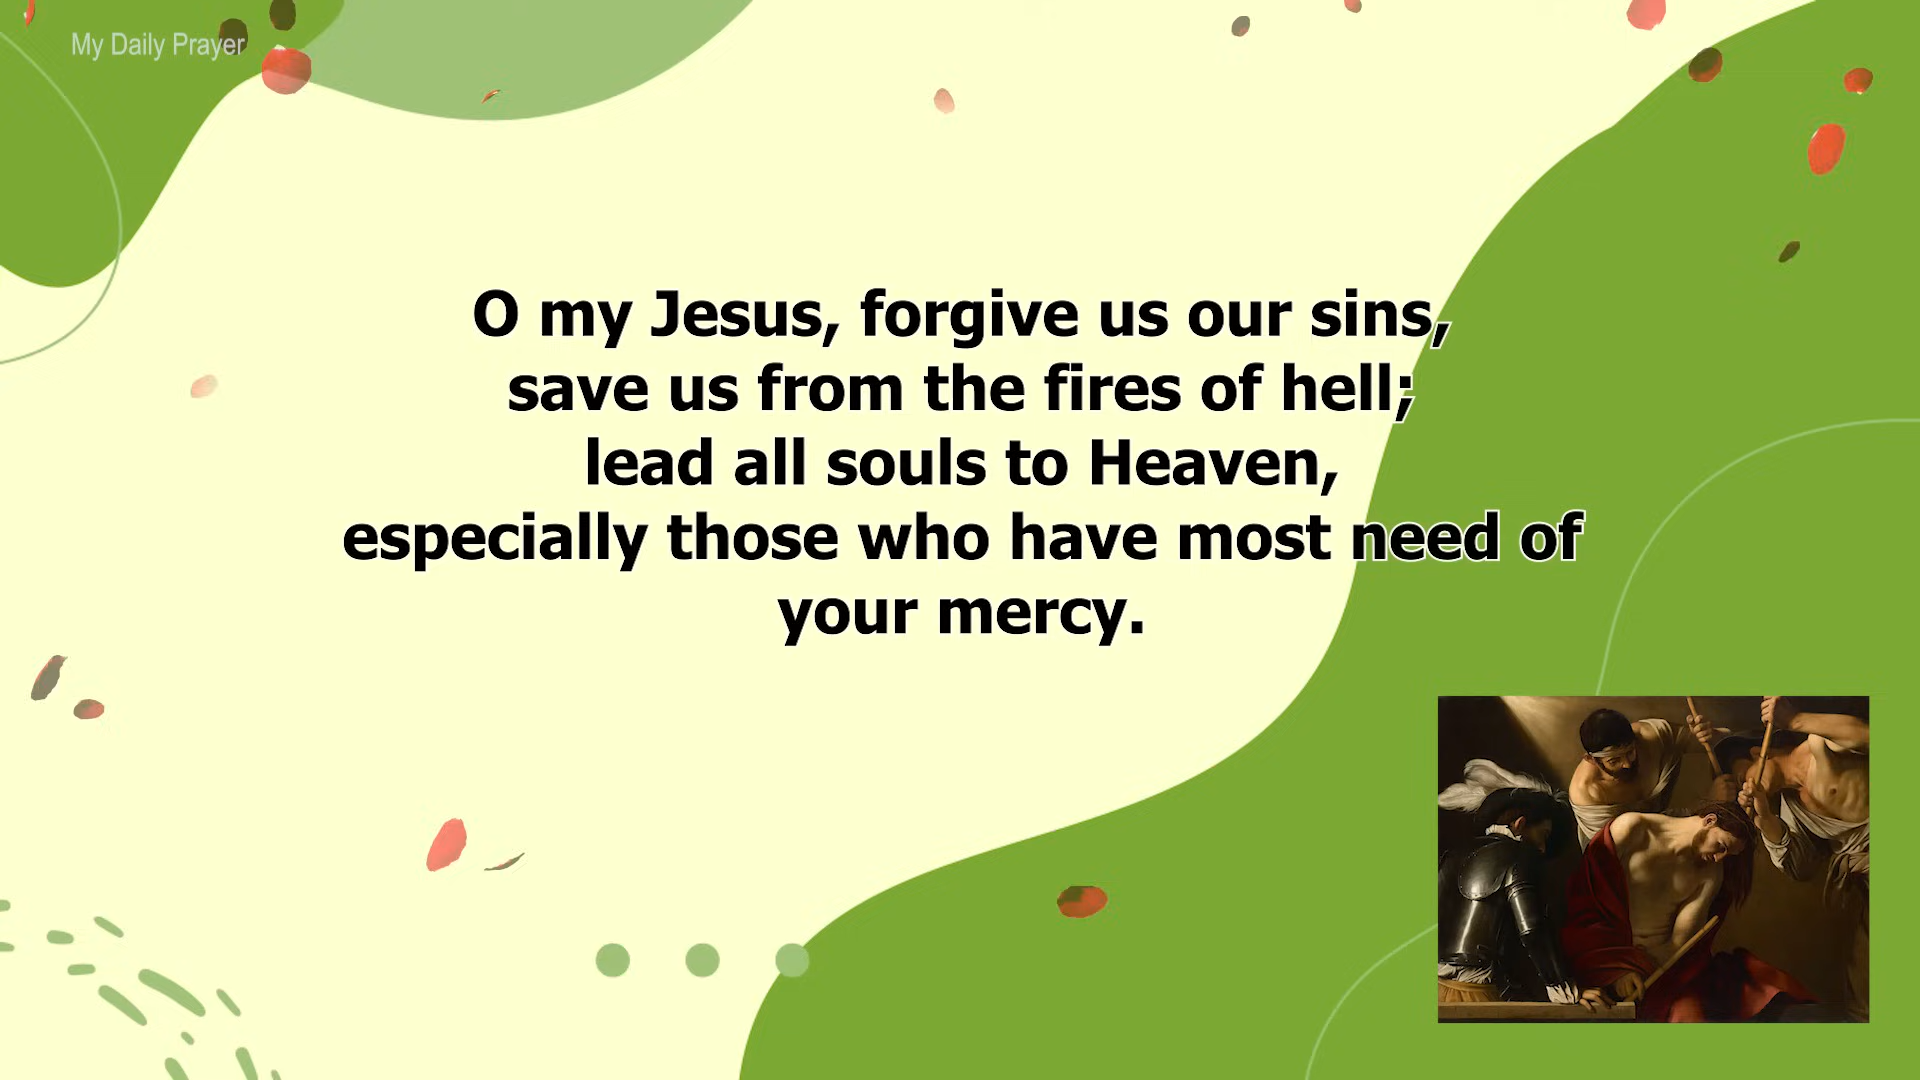 My Daily Prayer
O my Jesus, forgive us our sins,
save us from the fires of hell;
lead all souls to Heaven,
especially those who have most need of
your mercy.